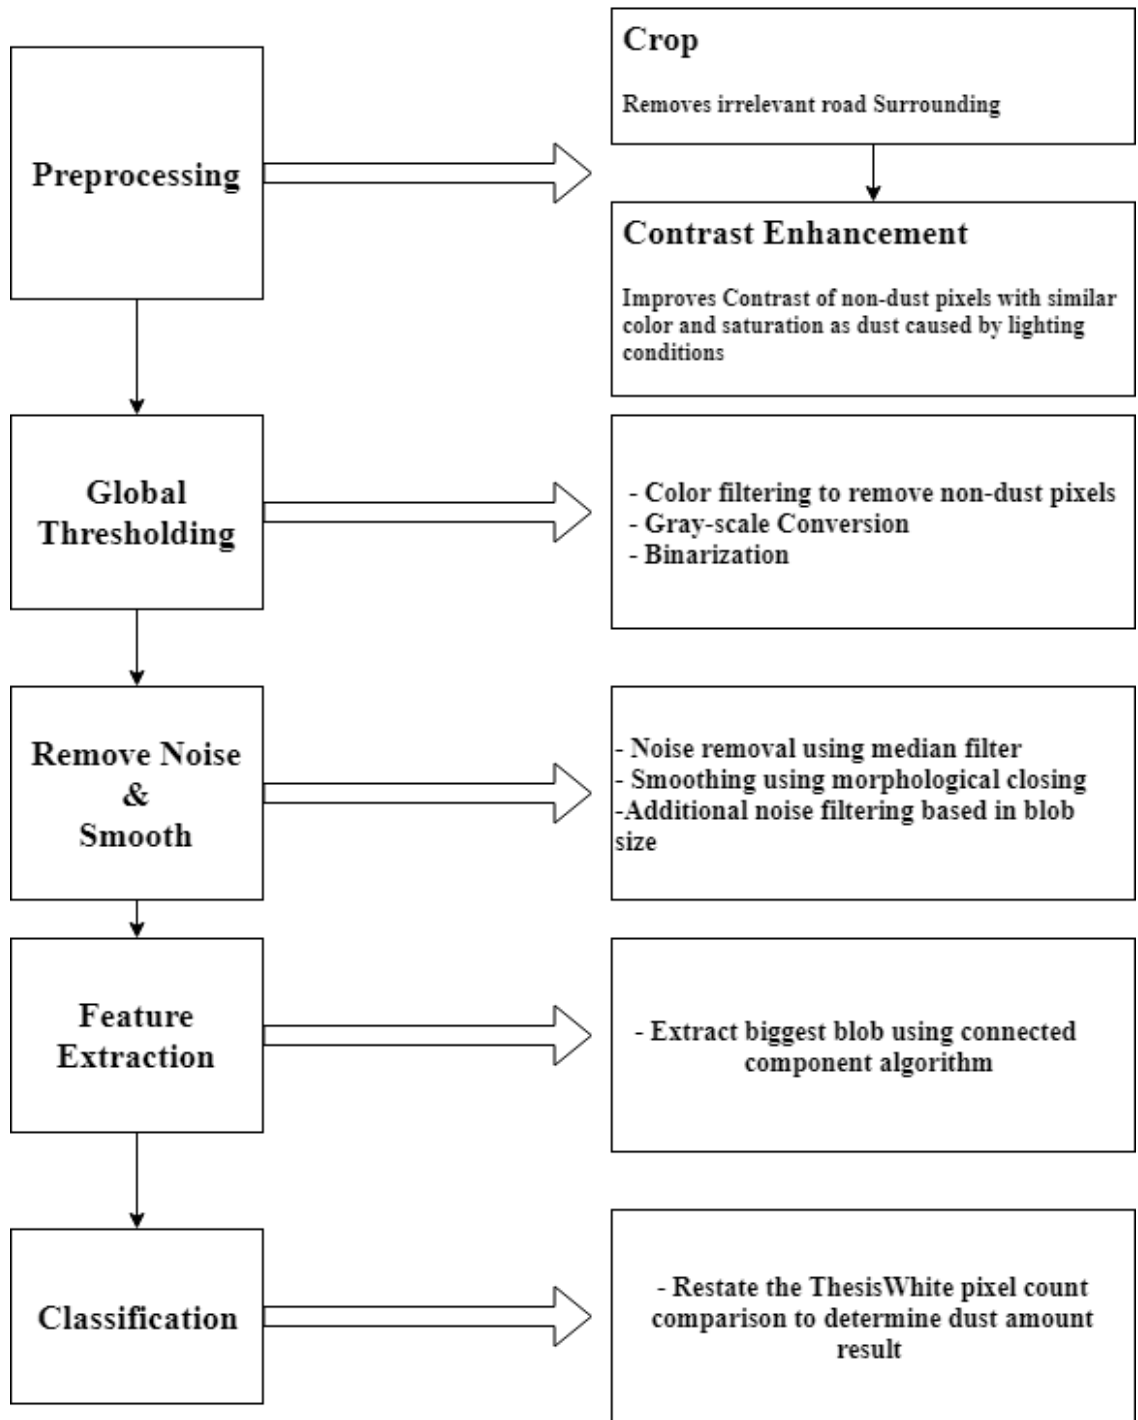 Preprocessing
Crop
Removes irrelevant road Surrounding
Contrast Enhancement
Improves Contrast of non-dust pixels with similar
color and saturation as dust caused by lighting
conditions
Global
Thresholding
- Color filtering to remove non-dust pixels
- Gray-scale Conversion
- Binarization
Remove Noise
&
Smooth
- Noise removal using median filter
- Smoothing using morphological closing
-Additional noise filtering based in blob
size
Feature
Extraction
- Extract biggest blob using connected
component algorithm
Classification
- Restate the ThesisWhite pixel count
comparison to determine dust amount
result